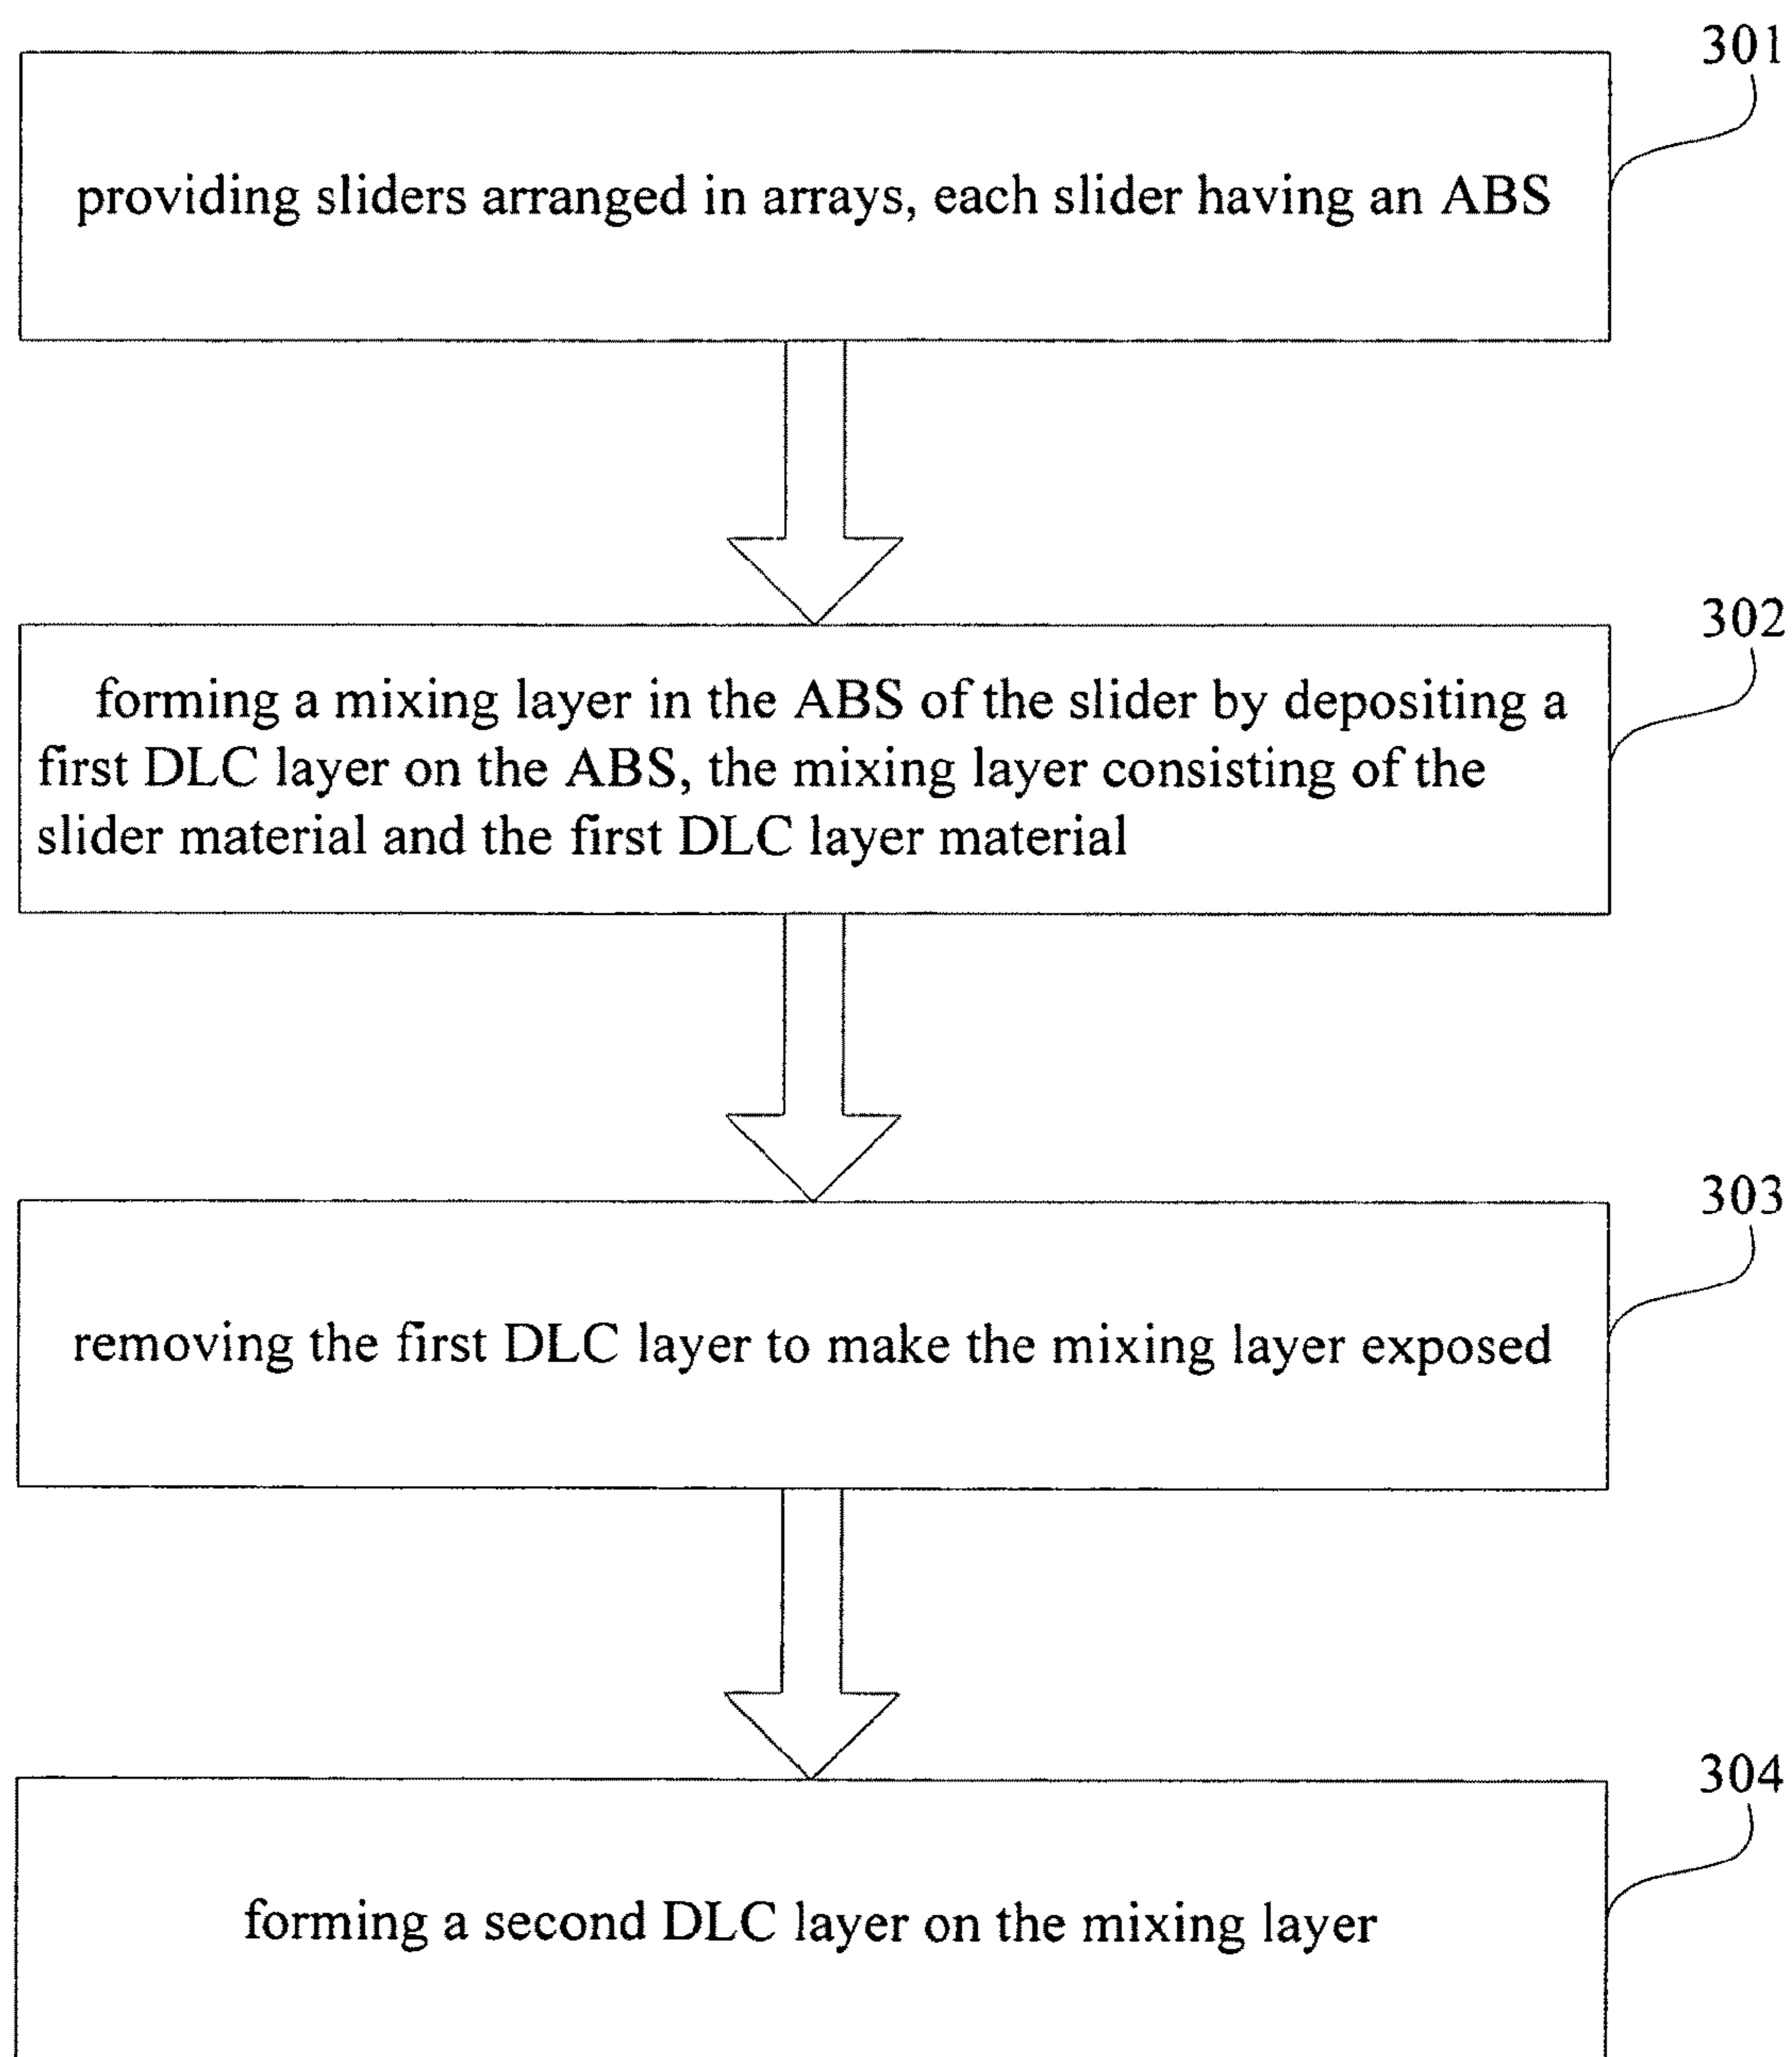 301
providing sliders arranged in arrays, each slider having an ABS
302
forming a mixing layer in the ABS of the slider by depositing a
first DLC layer on the ABS, the mixing layer consisting of the
slider material and the first DLC layer material
303
removing the first DLC layer to make the mixing layer exposed
304
forming a second DLC layer on the mixing layer